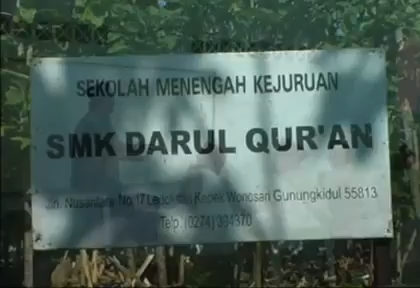 SEKOLAH MENENGAH KEJURUAN
SMK DARUL QUR'AN
Jln. Nusantara No.17 Kepek Wonosari Gunungkidul 55813
Telp. (0274) 394370